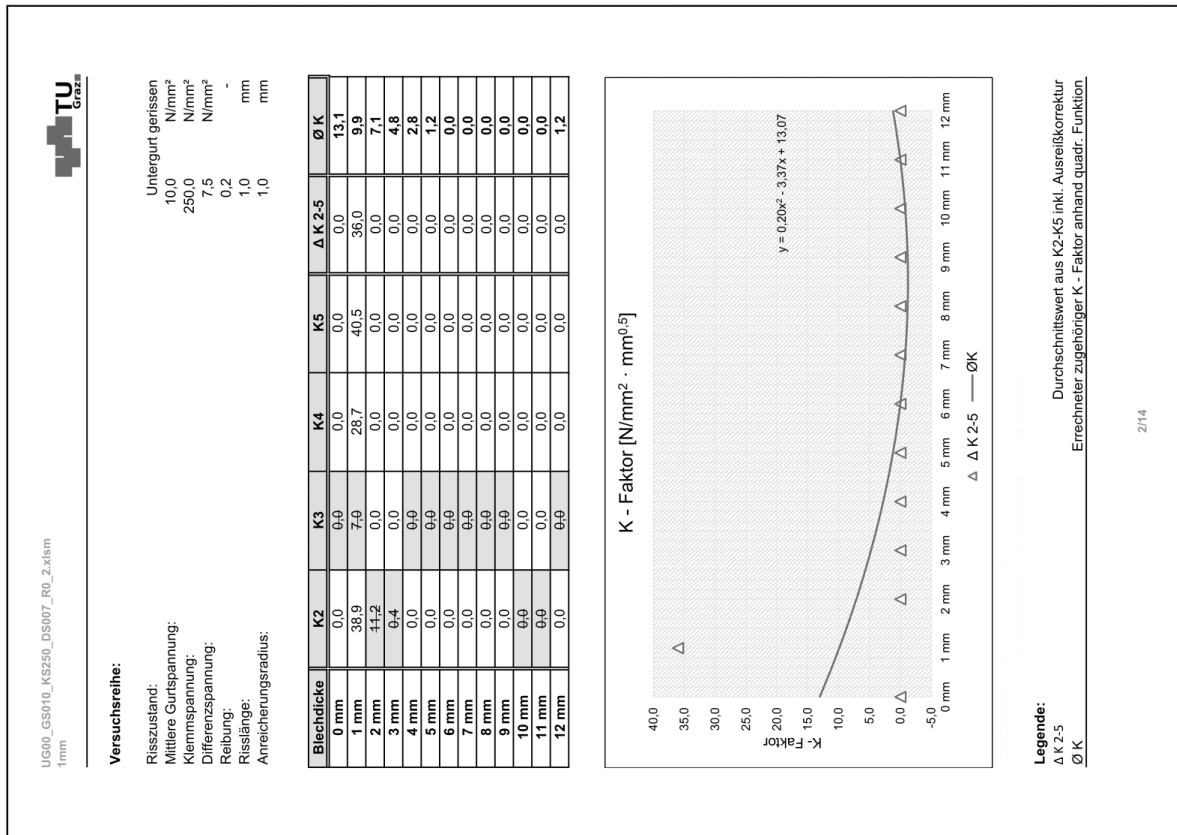 UG00_GS010_KS250_DS007_R0_2.xlsm
1mm
TU
Graz
Versuchsreihe:
Risszustand: Untergurt gerissen
Mittlere Gurtspannung: 10,0 N/mm²
Klemmspannung: 250,0 N/mm²
Differenzspannung: 7,5 N/mm²
Reibung: 0,2 -
Risslänge: 1,0 mm
Anreicherungsradius: 1,0 mm
Blechdicke K2 K3 K4 K5 Δ K 2-5 Ø K
0 mm 0,0 0,0 0,0 0,0 0,0 13,1
1 mm 38,9 7,0 28,7 40,5 36,0 9,9
2 mm 11,2 0,0 0,0 0,0 0,0 7,1
3 mm 0,4 0,0 0,0 0,0 0,0 4,8
4 mm 0,0 0,0 0,0 0,0 0,0 2,8
5 mm 0,0 0,0 0,0 0,0 0,0 1,2
6 mm 0,0 0,0 0,0 0,0 0,0 0,0
7 mm 0,0 0,0 0,0 0,0 0,0 0,0
8 mm 0,0 0,0 0,0 0,0 0,0 0,0
9 mm 0,0 0,0 0,0 0,0 0,0 0,0
10 mm 0,0 0,0 0,0 0,0 0,0 0,0
11 mm 0,0 0,0 0,0 0,0 0,0 0,0
12 mm 0,0 0,0 0,0 0,0 0,0 1,2
K - Faktor [N/mm² · mm⁰·⁵]
K- Faktor
40,0
35,0
30,0
25,0
20,0
15,0
10,0
5,0
0,0
-5,0
y = 0,20x² - 3,37x + 13,07
0 mm 1 mm 2 mm 3 mm 4 mm 5 mm 6 mm 7 mm 8 mm 9 mm 10 mm 11 mm 12 mm
Δ K 2-5 ØK
Legende:
Δ K 2-5 Durchschnittswert aus K2-K5 inkl. Ausreißkorrektur
Ø K Errechneter zugehöriger K - Faktor anhand quadr. Funktion
2/14